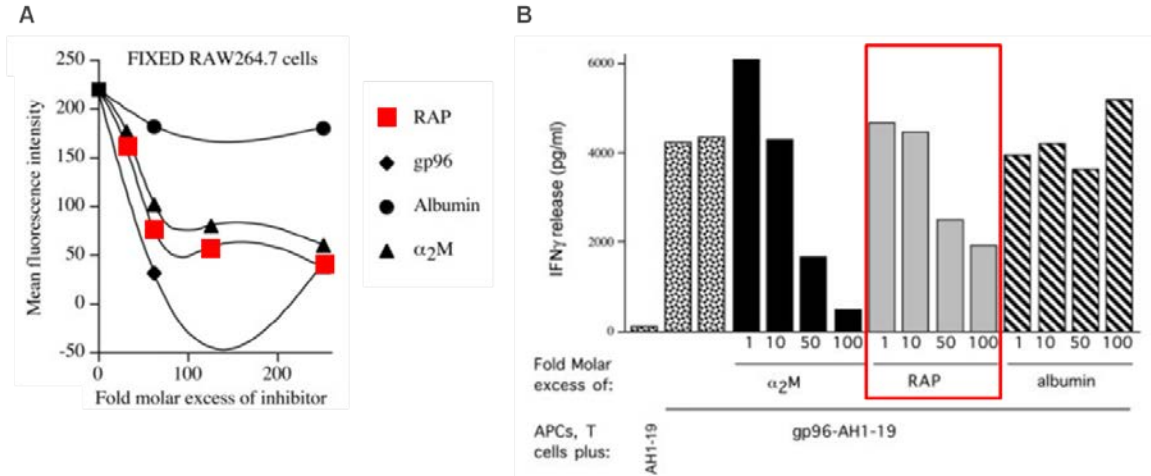 A
FIXED RAW264.7 cells
Mean fluorescence intensity
250
200
150
100
50
0
-50
0 100 200
Fold molar excess of inhibitor
RAP
gp96
Albumin
α2M
B
IFNγ release (pg/ml)
6000
4000
2000
0
1 10 50 100 1 10 50 100 1 10 50 100
Fold Molar
excess of:
α2M RAP albumin
APCs, T
cells plus:
AH1-19
gp96-AH1-19